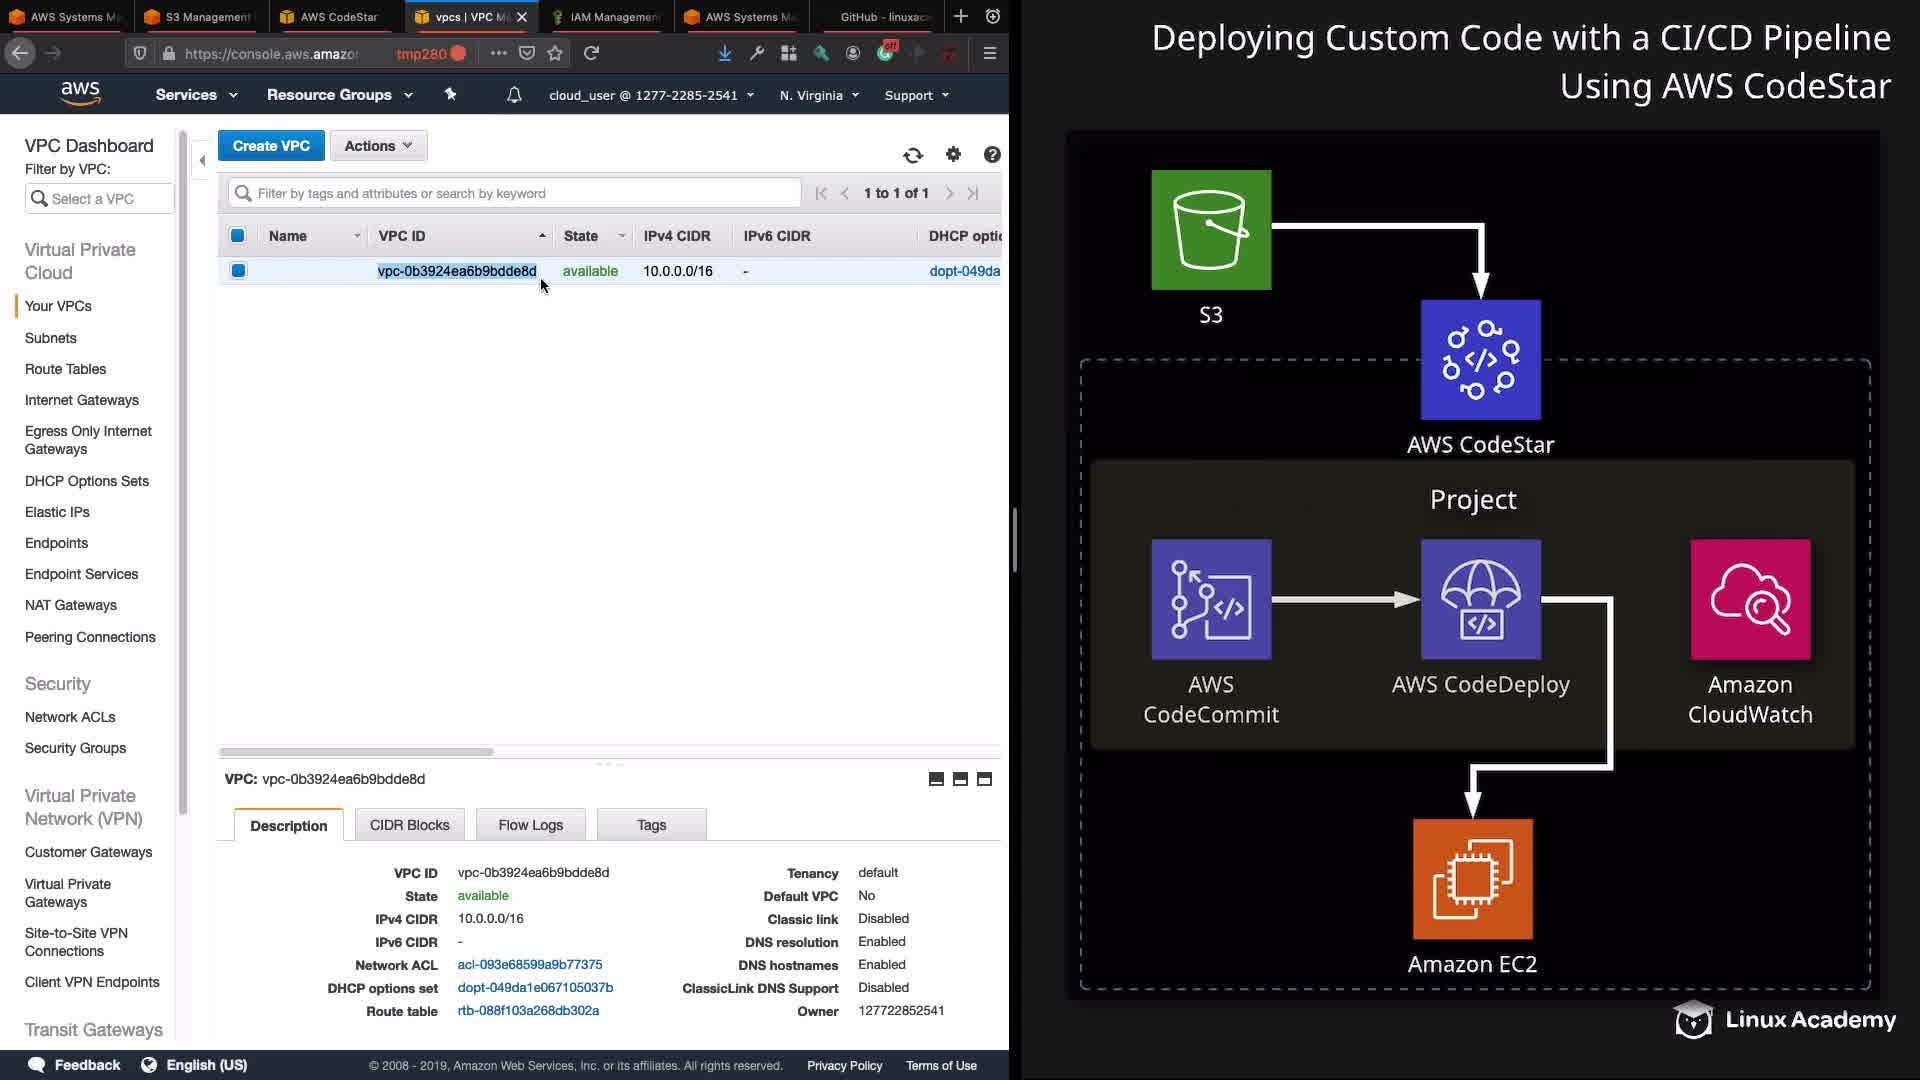 AWS Systems M
S3 Management
AWS CodeStar
vpcs | VPC M
IAM Managemen
AWS Systems Ma
GitHub - linuxac
https://console.aws.amazo
tmp280
off
aws
Services
Resource Groups
cloud_user @ 1277-2285-2541
N. Virginia
Support
VPC Dashboard
Filter by VPC:
Select a VPC
Virtual Private
Cloud
Your VPCs
Subnets
Route Tables
Internet Gateways
Egress Only Internet
Gateways
DHCP Options Sets
Elastic IPs
Endpoints
Endpoint Services
NAT Gateways
Peering Connections
Security
Network ACLs
Security Groups
Virtual Private
Network (VPN)
Customer Gateways
Virtual Private
Gateways
Site-to-Site VPN
Connections
Client VPN Endpoints
Transit Gateways
Create VPC
Actions
Filter by tags and attributes or search by keyword
1 to 1 of 1
Name VPC ID State IPv4 CIDR IPv6 CIDR DHCP optic
vpc-0b3924ea6b9bdde8d available 10.0.0.0/16 - dopt-049da
VPC: vpc-0b3924ea6b9bdde8d
Description CIDR Blocks Flow Logs Tags
VPC ID vpc-0b3924ea6b9bdde8d Tenancy default
State available Default VPC No
IPv4 CIDR 10.0.0.0/16 Classic link Disabled
IPv6 CIDR - DNS resolution Enabled
Network ACL acl-093e68599a9b77375 DNS hostnames Enabled
DHCP options set dopt-049da1e067105037b ClassicLink DNS Support Disabled
Route table rtb-088f103a268db302a Owner 127722852541
Feedback
English (US)
© 2008 - 2019, Amazon Web Services, Inc. or its affiliates. All rights reserved.
Privacy Policy
Terms of Use
Deploying Custom Code with a CI/CD Pipeline
Using AWS CodeStar
S3
AWS CodeStar
Project
AWS
CodeCommit
AWS CodeDeploy
Amazon
CloudWatch
Amazon EC2
Linux Academy